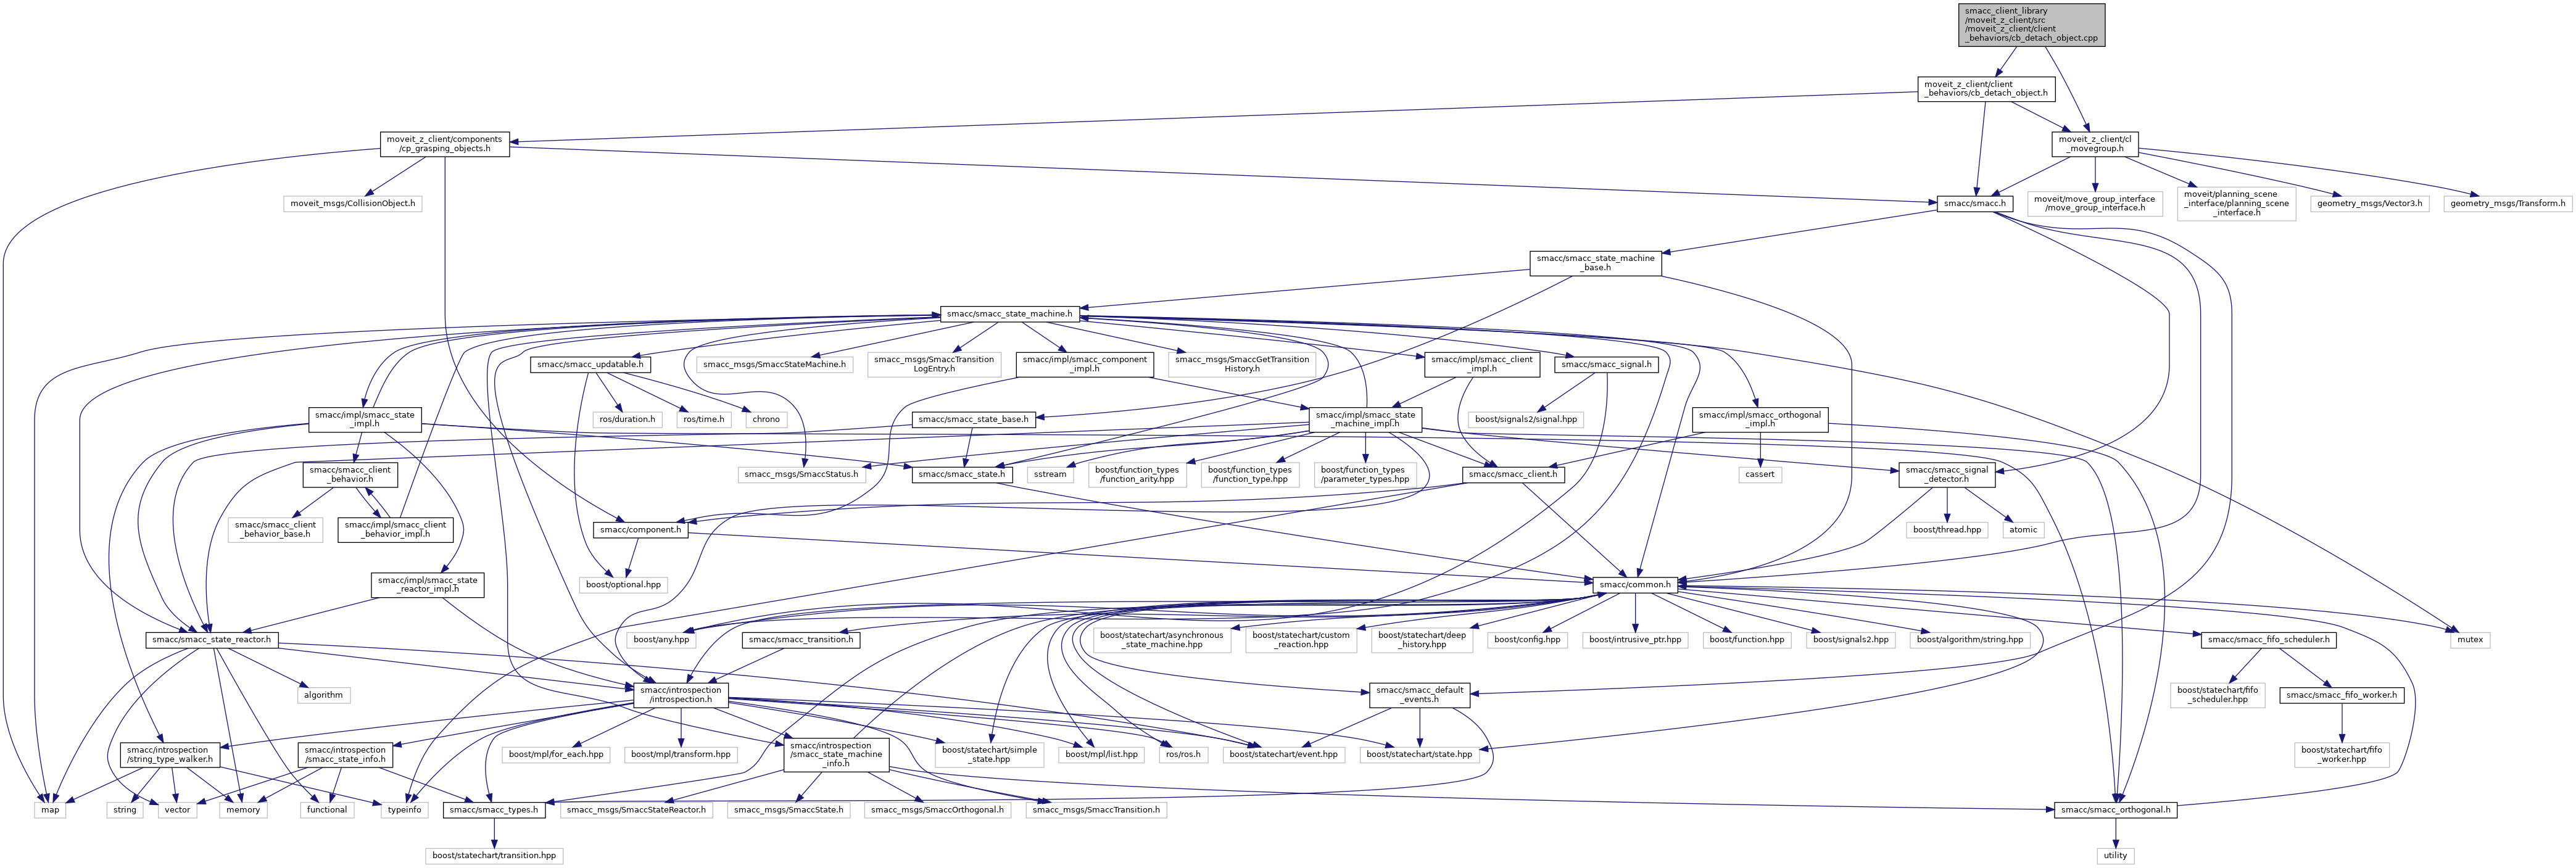 smacc_client_library
/moveit_z_client/src
/moveit_z_client/client
_behaviors/cb_detach_object.cpp
moveit_z_client/client
_behaviors/cb_detach_object.h
moveit_z_client/components
/cp_grasping_objects.h
moveit_z_client/cl
_movegroup.h
moveit_msgs/CollisionObject.h
smacc/smacc.h
moveit/move_group_interface
/move_group_interface.h
moveit/planning_scene
_interface/planning_scene
_interface.h
geometry_msgs/Vector3.h
geometry_msgs/Transform.h
smacc/smacc_state_machine
_base.h
smacc/smacc_state_machine.h
smacc/smacc_updatable.h
smacc_msgs/SmaccStateMachine.h
smacc_msgs/SmaccTransition
LogEntry.h
smacc/impl/smacc_component
_impl.h
smacc_msgs/SmaccGetTransition
History.h
smacc/impl/smacc_client
_impl.h
smacc/smacc_signal.h
smacc/impl/smacc_state
_impl.h
ros/duration.h
ros/time.h
chrono
smacc/smacc_state_base.h
smacc/impl/smacc_state
_machine_impl.h
boost/signals2/signal.hpp
smacc/impl/smacc_orthogonal
_impl.h
smacc/smacc_client
_behavior.h
smacc_msgs/SmaccStatus.h
smacc/smacc_state.h
sstream
boost/function_types
/function_arity.hpp
boost/function_types
/function_type.hpp
boost/function_types
/parameter_types.hpp
smacc/smacc_client.h
cassert
smacc/smacc_signal
_detector.h
smacc/smacc_client
_behavior_base.h
smacc/impl/smacc_client
_behavior_impl.h
smacc/component.h
boost/thread.hpp
atomic
smacc/impl/smacc_state
_reactor_impl.h
boost/optional.hpp
smacc/common.h
smacc/smacc_state_reactor.h
boost/any.hpp
smacc/smacc_transition.h
boost/statechart/asynchronous
_state_machine.hpp
boost/statechart/custom
_reaction.hpp
boost/statechart/deep
_history.hpp
boost/config.hpp
boost/intrusive_ptr.hpp
boost/function.hpp
boost/signals2.hpp
boost/algorithm/string.hpp
smacc/smacc_fifo_scheduler.h
mutex
algorithm
smacc/introspection
/introspection.h
smacc/smacc_default
_events.h
boost/statechart/fifo
_scheduler.hpp
smacc/smacc_fifo_worker.h
smacc/introspection
/string_type_walker.h
smacc/introspection
/smacc_state_info.h
boost/mpl/for_each.hpp
boost/mpl/transform.hpp
smacc/introspection
/smacc_state_machine
_info.h
boost/statechart/simple
_state.hpp
boost/mpl/list.hpp
ros/ros.h
boost/statechart/event.hpp
boost/statechart/state.hpp
boost/statechart/fifo
_worker.hpp
map
string
vector
memory
functional
typeinfo
smacc/smacc_types.h
smacc_msgs/SmaccStateReactor.h
smacc_msgs/SmaccState.h
smacc_msgs/SmaccOrthogonal.h
smacc_msgs/SmaccTransition.h
smacc/smacc_orthogonal.h
boost/statechart/transition.hpp
utility